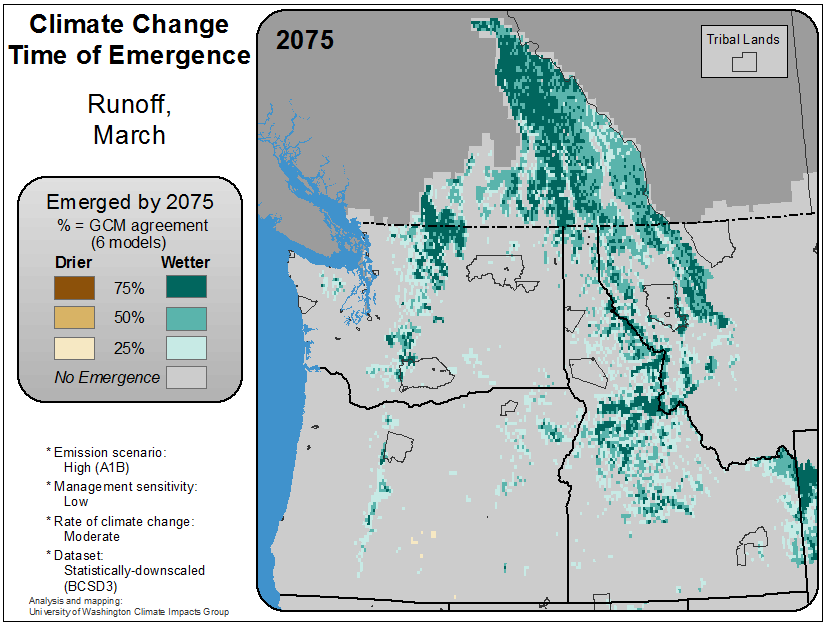 Climate Change
Time of Emergence
Runoff,
March
Emerged by 2075
% = GCM agreement
(6 models)
Drier Wetter
75%
50%
25%
No Emergence
* Emission scenario:
High (A1B)
* Management sensitivity:
Low
* Rate of climate change:
Moderate
* Dataset:
Statistically-downscaled
(BCSD3)
Analysis and mapping:
University of Washington Climate Impacts Group
2075
Tribal Lands